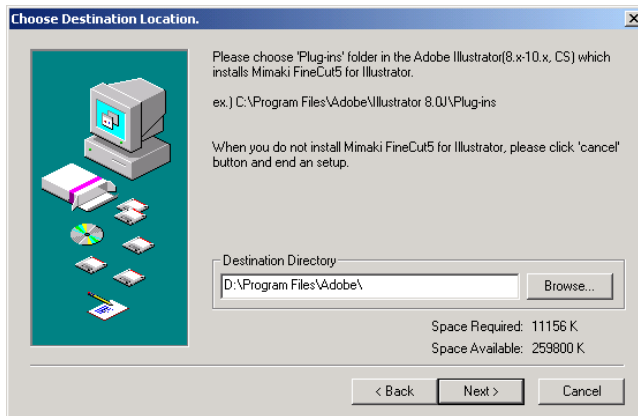 Choose Destination Location.
Please choose 'Plug-ins' folder in the Adobe Illustrator(8.x-10.x, CS) which
installs Mimaki FineCut5 for Illustrator.
ex.) C:\Program Files\Adobe\Illustrator 8.0J\Plug-ins
When you do not install Mimaki FineCut5 for Illustrator, please click 'cancel'
button and end an setup.
Destination Directory
D:\Program Files\Adobe\
Browse...
Space Required: 11156 K
Space Available: 259800 K
< Back
Next >
Cancel